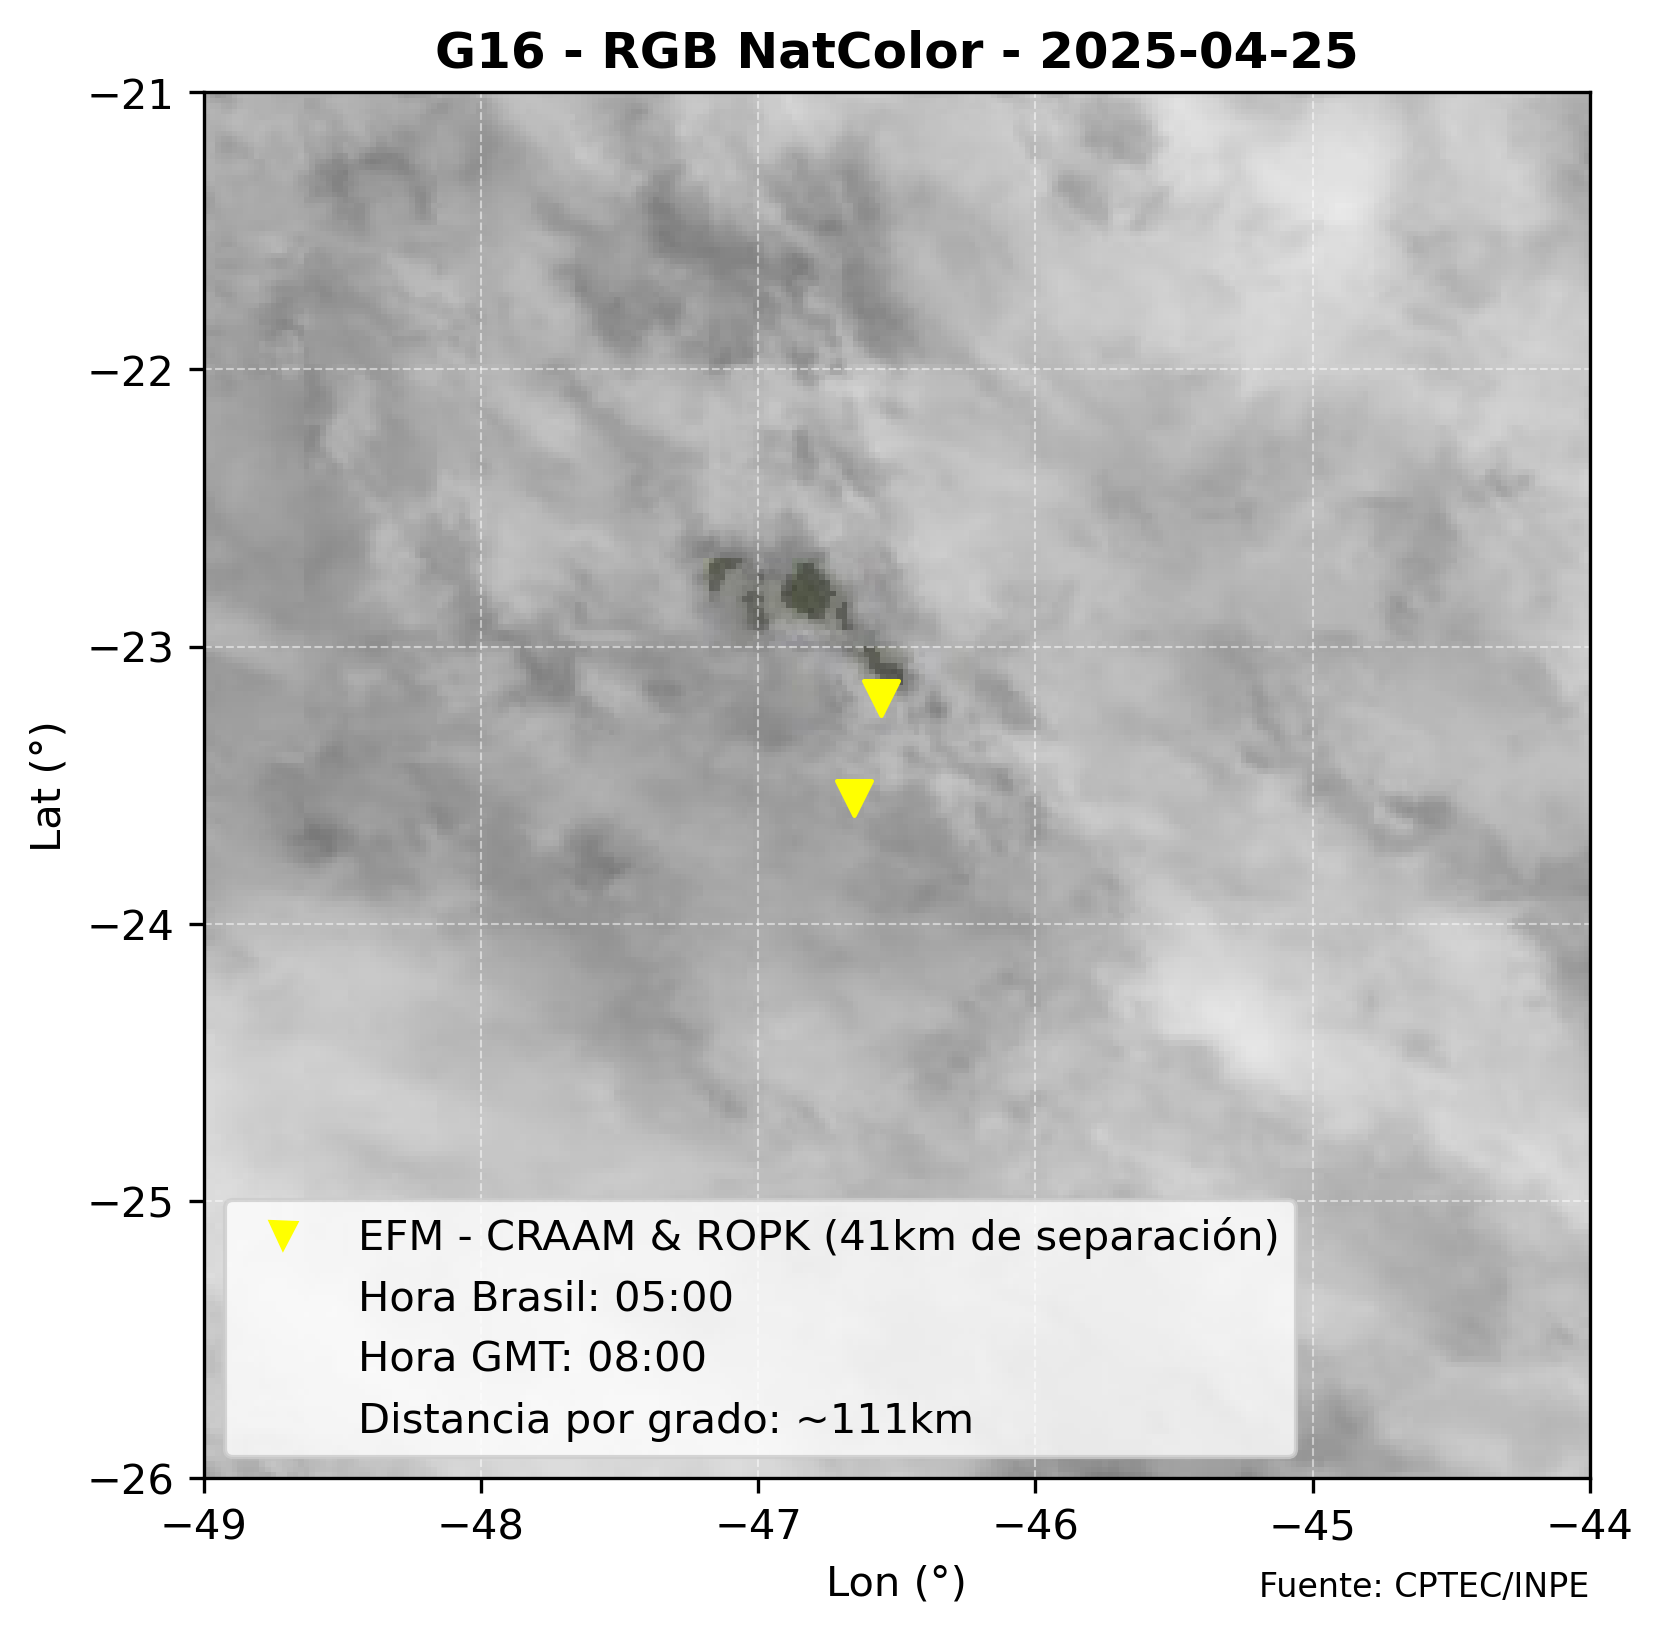 G16 - RGB NatColor - 2025-04-25
−21
−22
−23
−24
−25
−26
Lat (°)
EFM - CRAAM & ROPK (41km de separación)
Hora Brasil: 05:00
Hora GMT: 08:00
Distancia por grado: ~111km
−49
−48
−47
−46
−45
−44
Lon (°)
Fuente: CPTEC/INPE